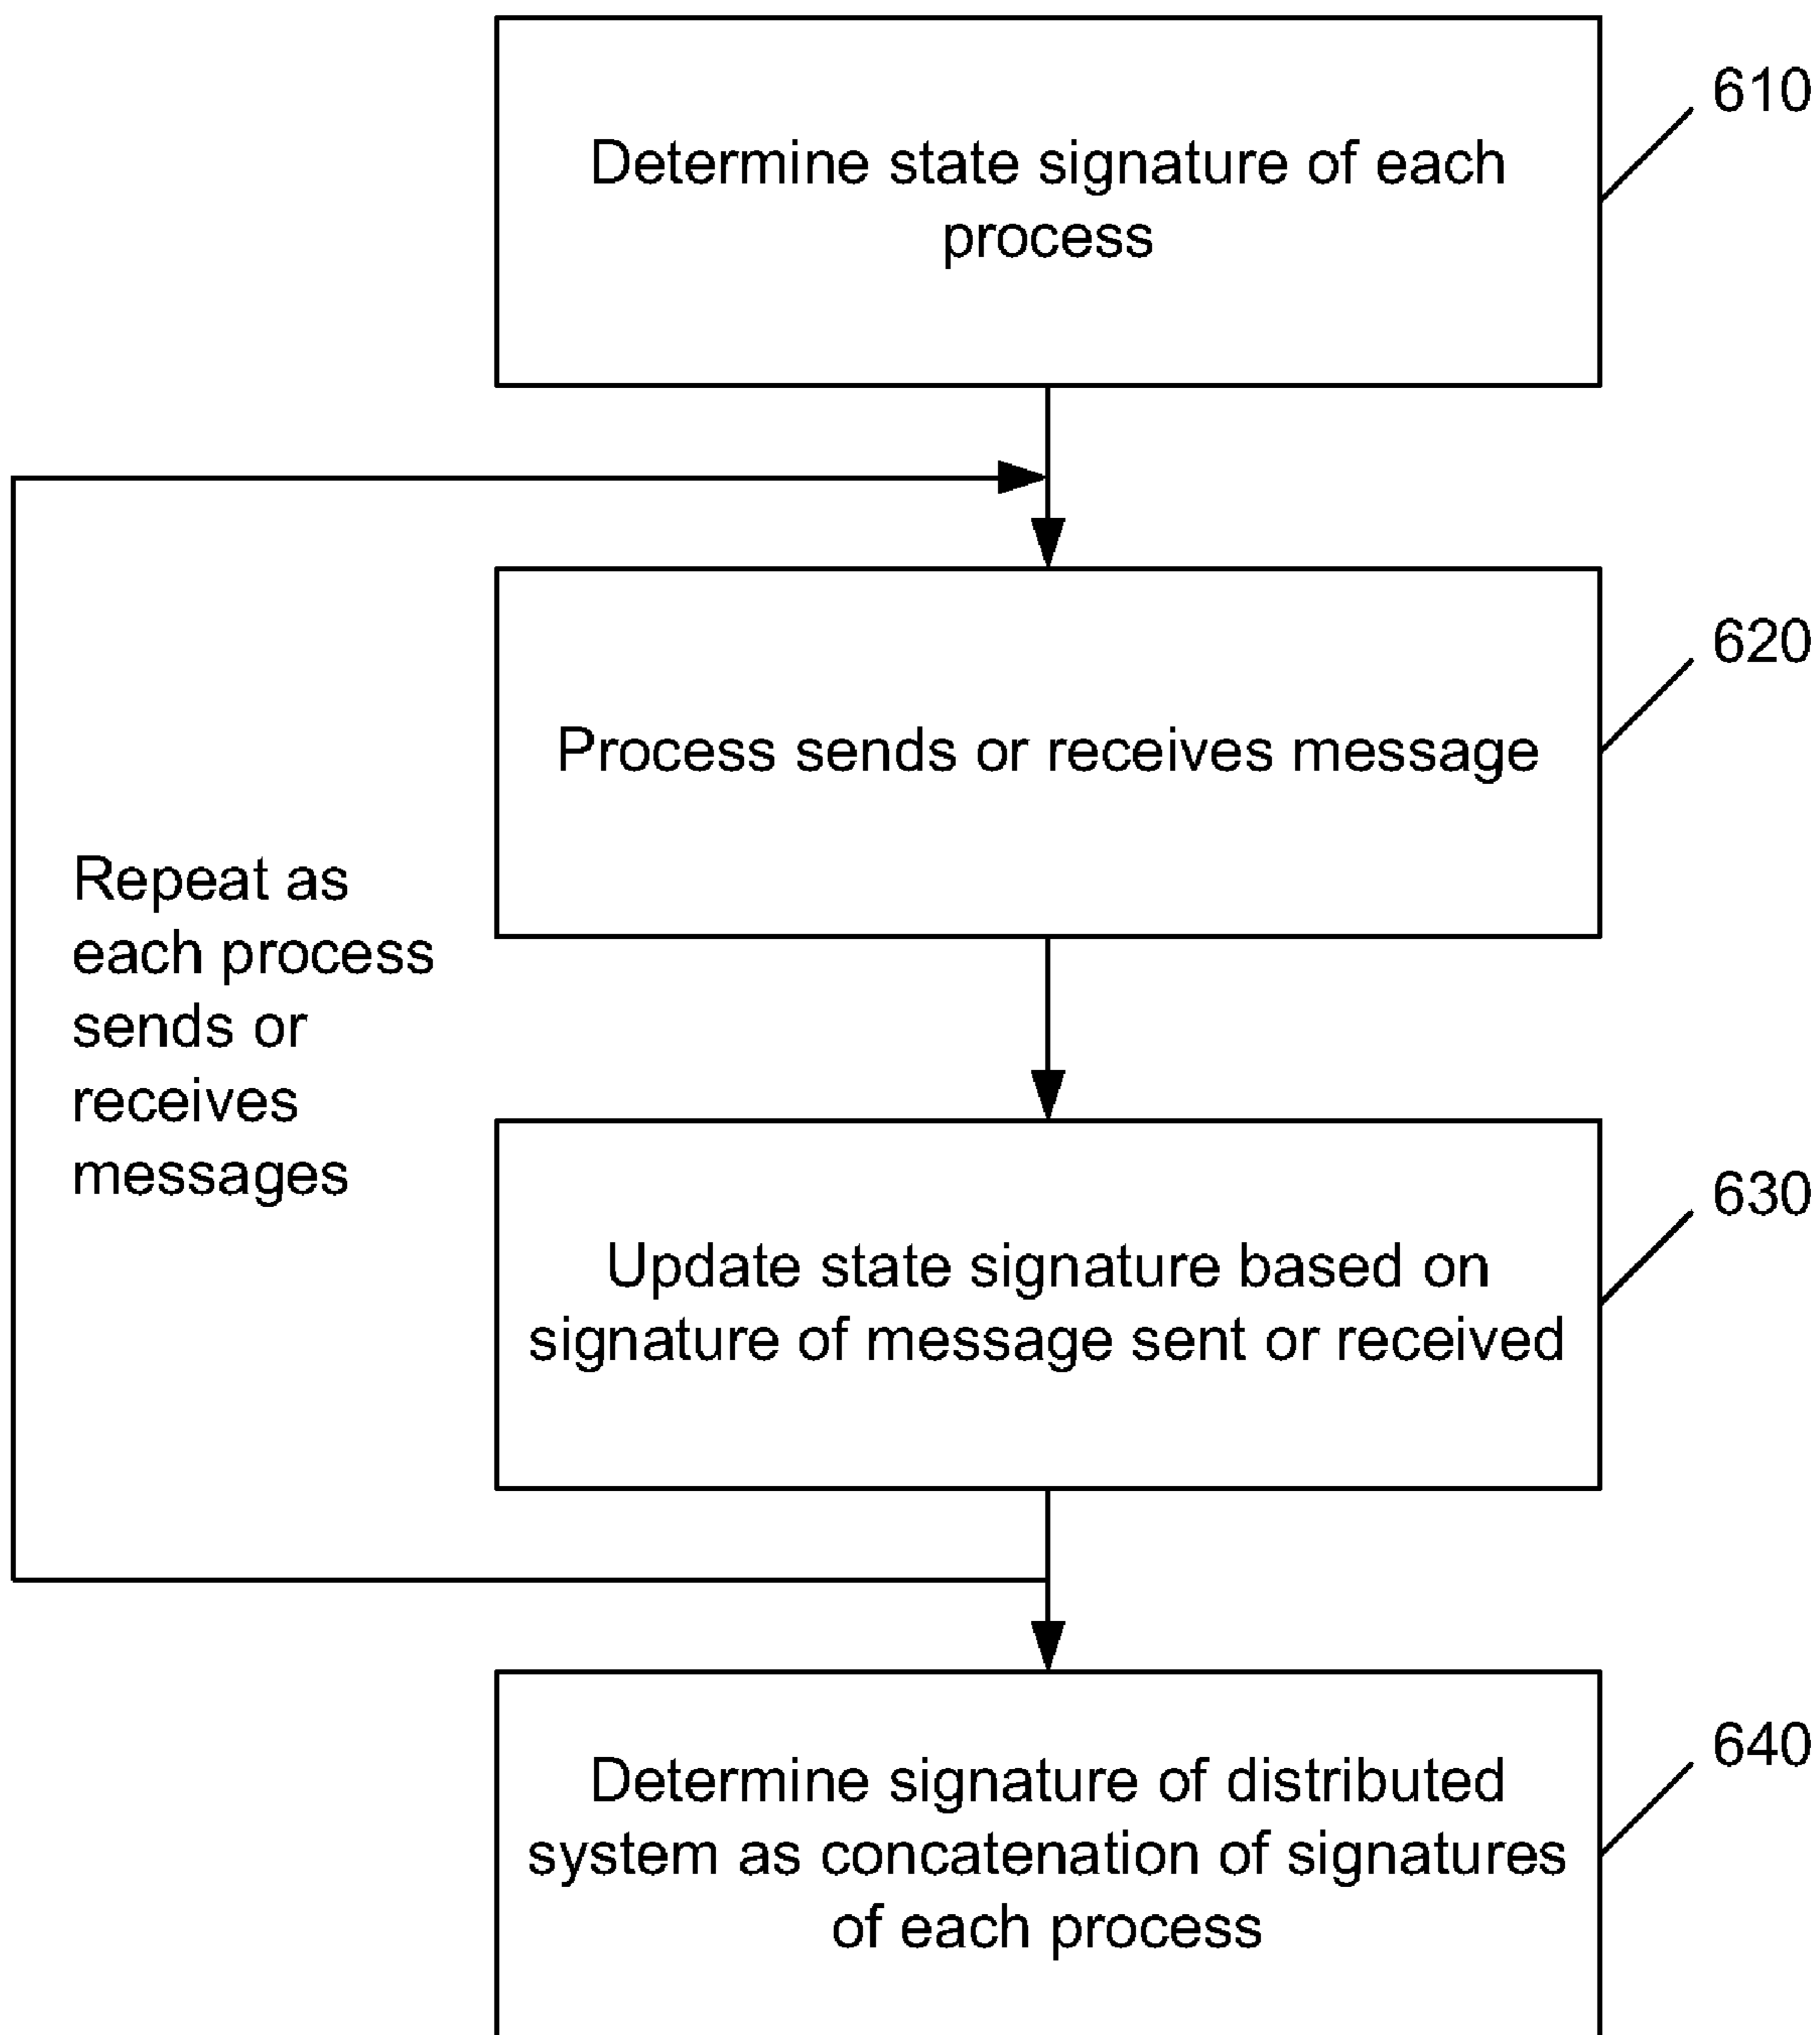 610
Determine state signature of each
process
620
Process sends or receives message
Repeat as
each process
sends or
receives
messages
630
Update state signature based on
signature of message sent or received
640
Determine signature of distributed
system as concatenation of signatures
of each process